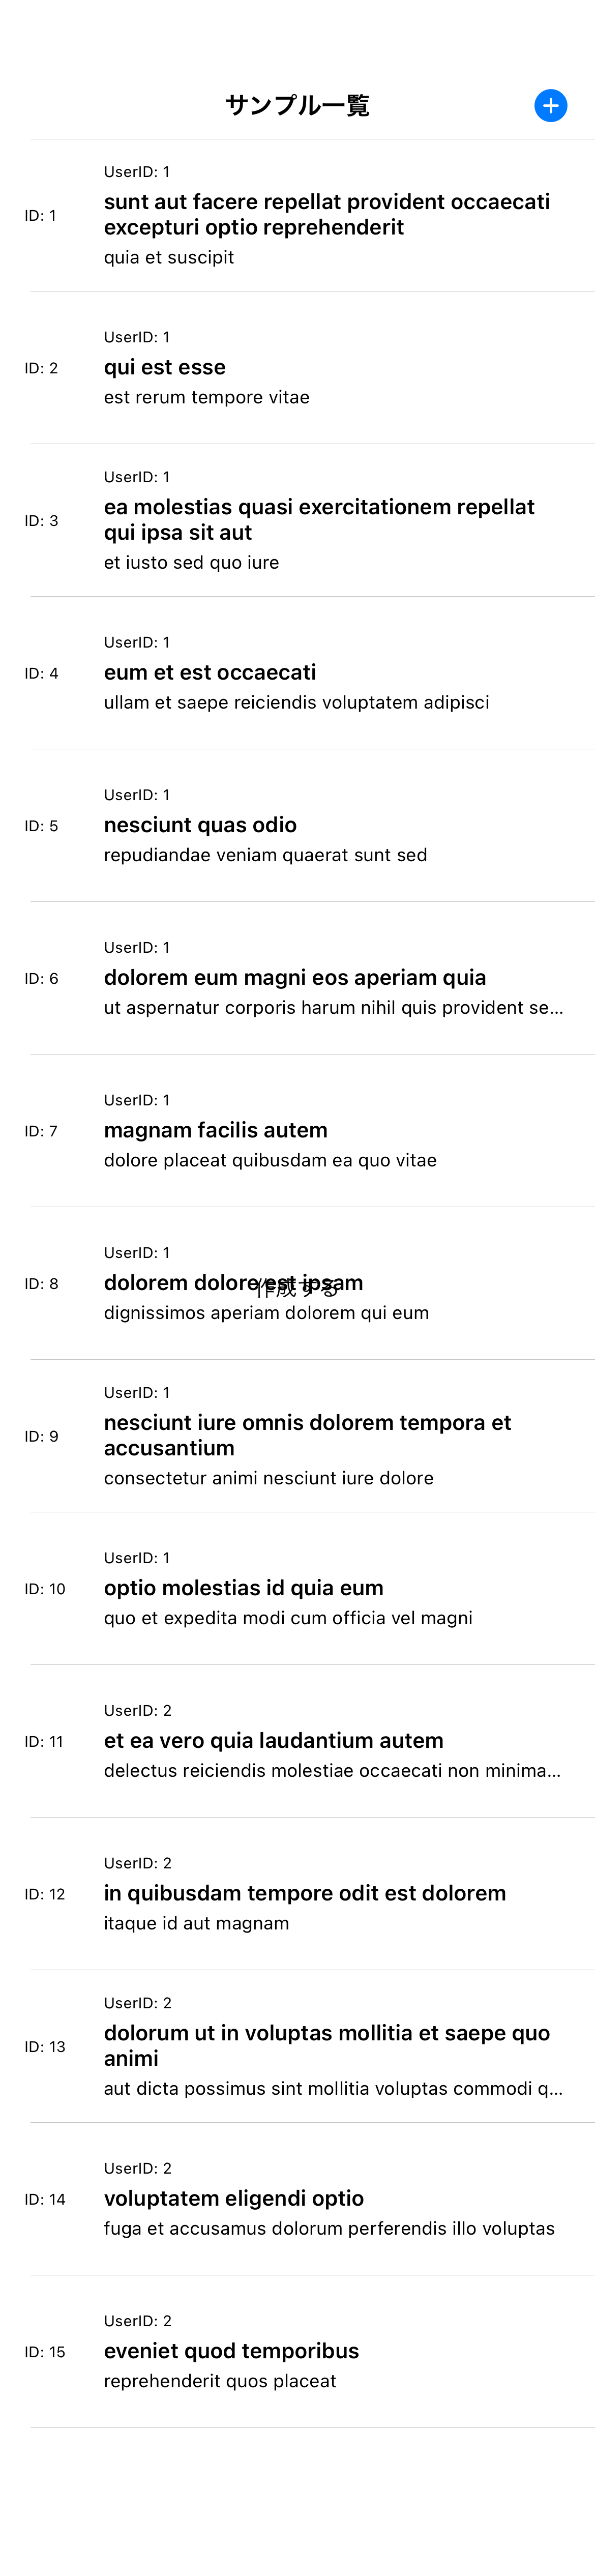 サンプル一覧
UserID: 1
ID: 1
sunt aut facere repellat provident occaecati
excepturi optio reprehenderit
quia et suscipit
UserID: 1
ID: 2
qui est esse
est rerum tempore vitae
UserID: 1
ID: 3
ea molestias quasi exercitationem repellat
qui ipsa sit aut
et iusto sed quo iure
UserID: 1
ID: 4
eum et est occaecati
ullam et saepe reiciendis voluptatem adipisci
UserID: 1
ID: 5
nesciunt quas odio
repudiandae veniam quaerat sunt sed
UserID: 1
ID: 6
dolorem eum magni eos aperiam quia
ut aspernatur corporis harum nihil quis provident se...
UserID: 1
ID: 7
magnam facilis autem
dolore placeat quibusdam ea quo vitae
UserID: 1
ID: 8
dolorem dolore est ipsam
作成する
dignissimos aperiam dolorem qui eum
UserID: 1
ID: 9
nesciunt iure omnis dolorem tempora et
accusantium
consectetur animi nesciunt iure dolore
UserID: 1
ID: 10
optio molestias id quia eum
quo et expedita modi cum officia vel magni
UserID: 2
ID: 11
et ea vero quia laudantium autem
delectus reiciendis molestiae occaecati non minima...
UserID: 2
ID: 12
in quibusdam tempore odit est dolorem
itaque id aut magnam
UserID: 2
ID: 13
dolorum ut in voluptas mollitia et saepe quo
animi
aut dicta possimus sint mollitia voluptas commodi q...
UserID: 2
ID: 14
voluptatem eligendi optio
fuga et accusamus dolorum perferendis illo voluptas
UserID: 2
ID: 15
eveniet quod temporibus
reprehenderit quos placeat